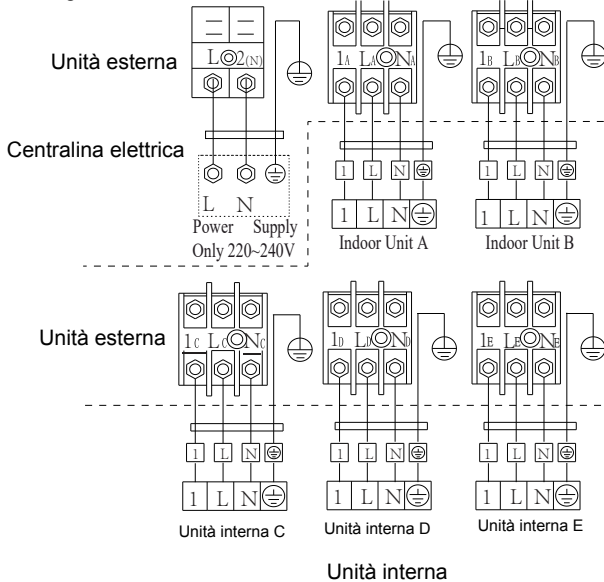 Unità esterna
L 2(N)
1A LA NA
1B LB NB
Centralina elettrica
1 L N
1 L N
L N
Power Supply
Only 220~240V
1 L N
Indoor Unit A
1 L N
Indoor Unit B
Unità esterna
1C LC NC
1D LD ND
1E LE NE
1 L N
1 L N
1 L N
1 L N
1 L N
1 L N
Unità interna C
Unità interna D
Unità interna E
Unità interna